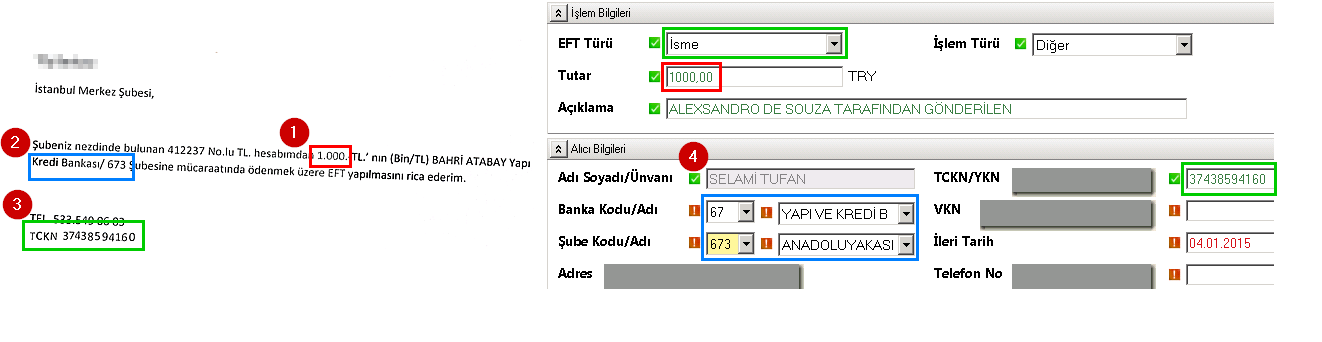 İstanbul Merkez Şubesi,
1
2
Şubeniz nezdinde bulunan 412237 No.lu TL. hesabımdan 1.000.-TL.' nın (Bin/TL) BAHRİ ATABAY Yapı
Kredi Bankası/ 673 Şubesine mücaraatında ödenmek üzere EFT yapılmasını rica ederim.
3
TEL 533.549 06 03
TCKN 37438594160
İşlem Bilgileri
EFT Türü İsme İşlem Türü Diğer
Tutar 1000,00 TRY
Açıklama ALEXSANDRO DE SOUZA TARAFINDAN GÖNDERİLEN
Alıcı Bilgileri
4
Adı Soyadı/Ünvanı SELAMİ TUFAN TCKN/YKN 37438594160
Banka Kodu/Adı 67 YAPI VE KREDİ B VKN
Şube Kodu/Adı 673 ANADOLUYAKASI İleri Tarih 04.01.2015
Adres Telefon No